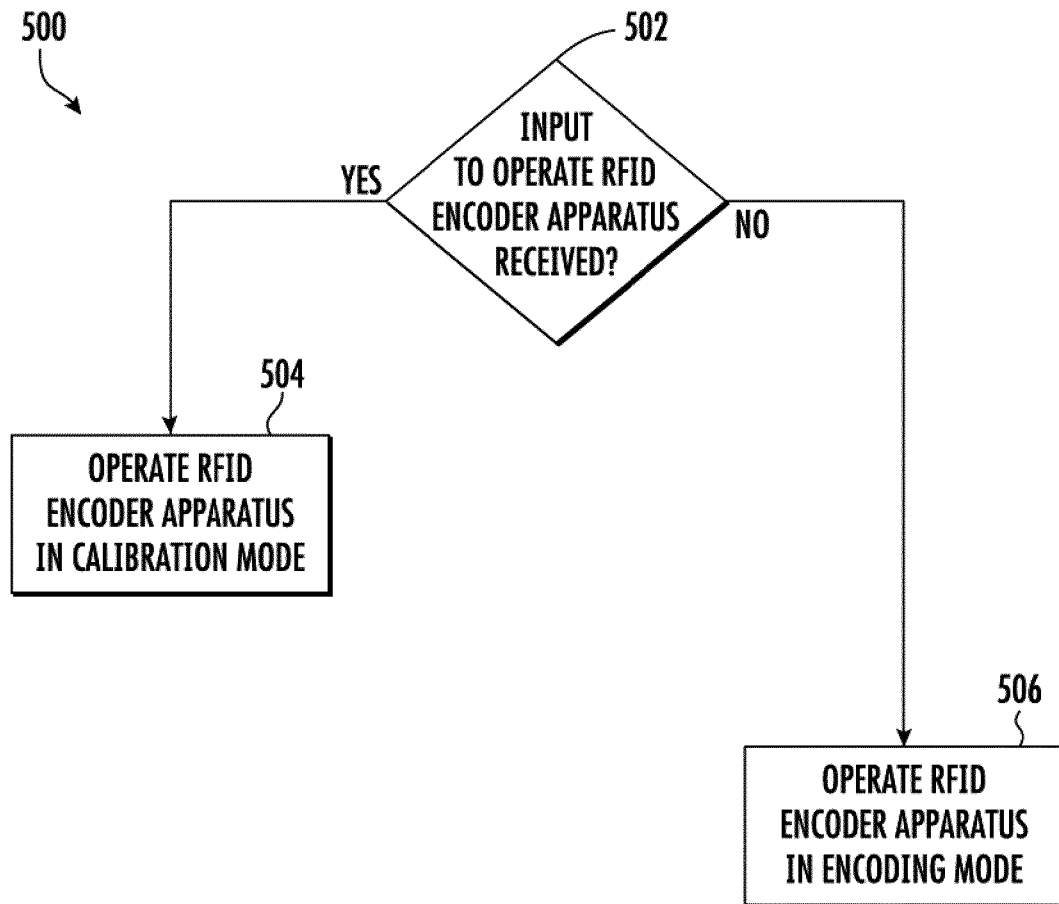 500
502
INPUT
TO OPERATE RFID
ENCODER APPARATUS
RECEIVED?
YES
NO
504
OPERATE RFID
ENCODER APPARATUS
IN CALIBRATION MODE
506
OPERATE RFID
ENCODER APPARATUS
IN ENCODING MODE